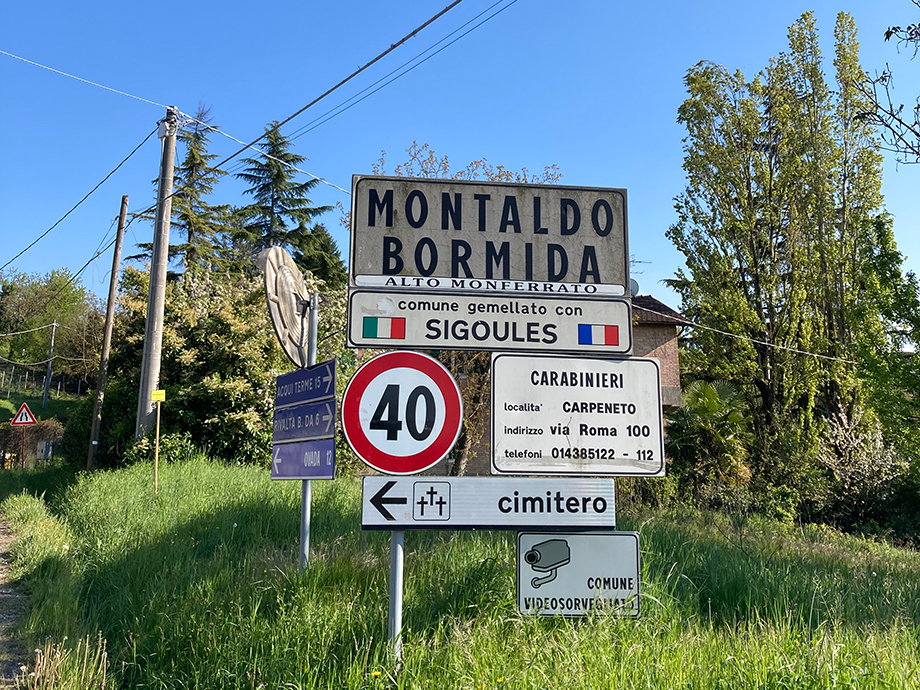 MONTALDO
BORMIDA
ALTO MONFERRATO
comune gemellato con
SIGOULES
ACQUI TERME 15
RIVALTA B. DA 6
OVADA 12
40
CARABINIERI
localita' CARPENETO
indirizzo via Roma 100
telefoni 014385122 - 112
cimitero
COMUNE
VIDEOSORVEGLIATO